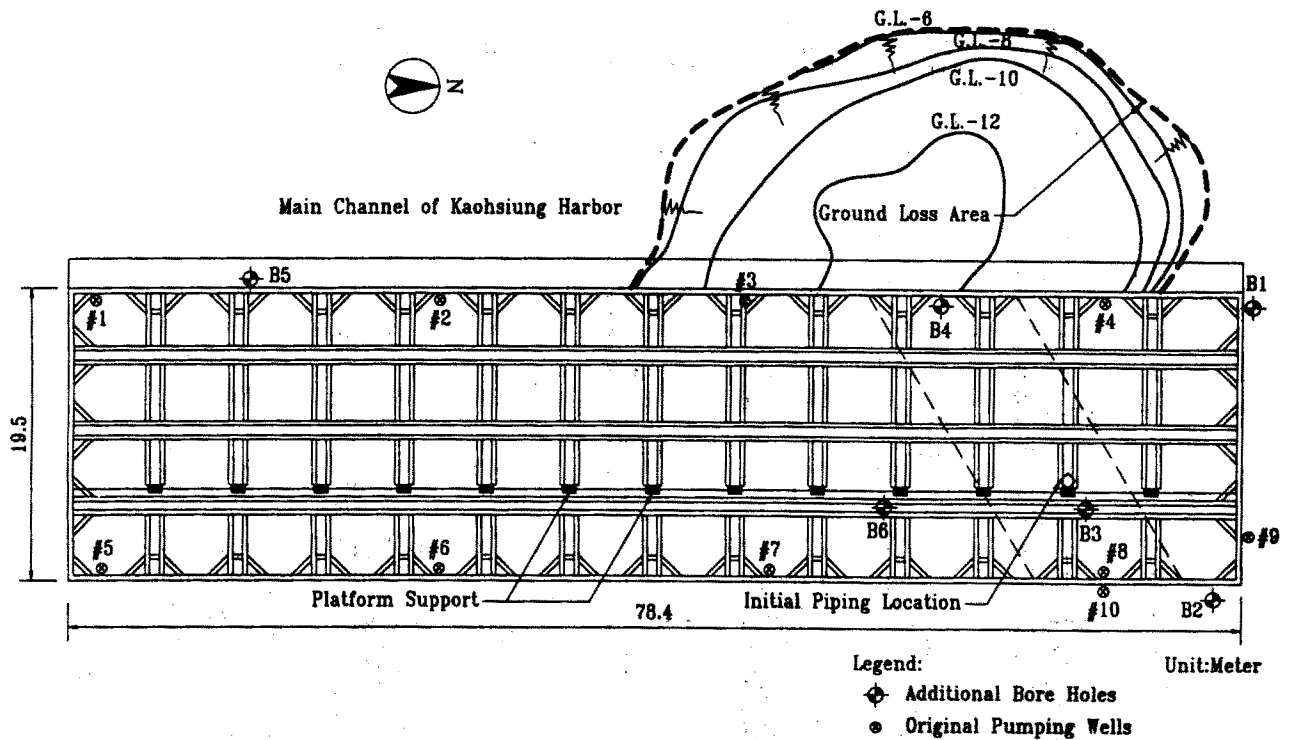 G.L.-6
G.L.-8
G.L.-10
G.L.-12
N
Main Channel of Kaohsiung Harbor
Ground Loss Area
B5
B1
#1
#2
#3
B4
#4
19.5
B6
B3
#5
#6
#7
#8
#9
Platform Support
Initial Piping Location
#10
B2
78.4
Legend:
Unit:Meter
Additional Bore Holes
Original Pumping Wells